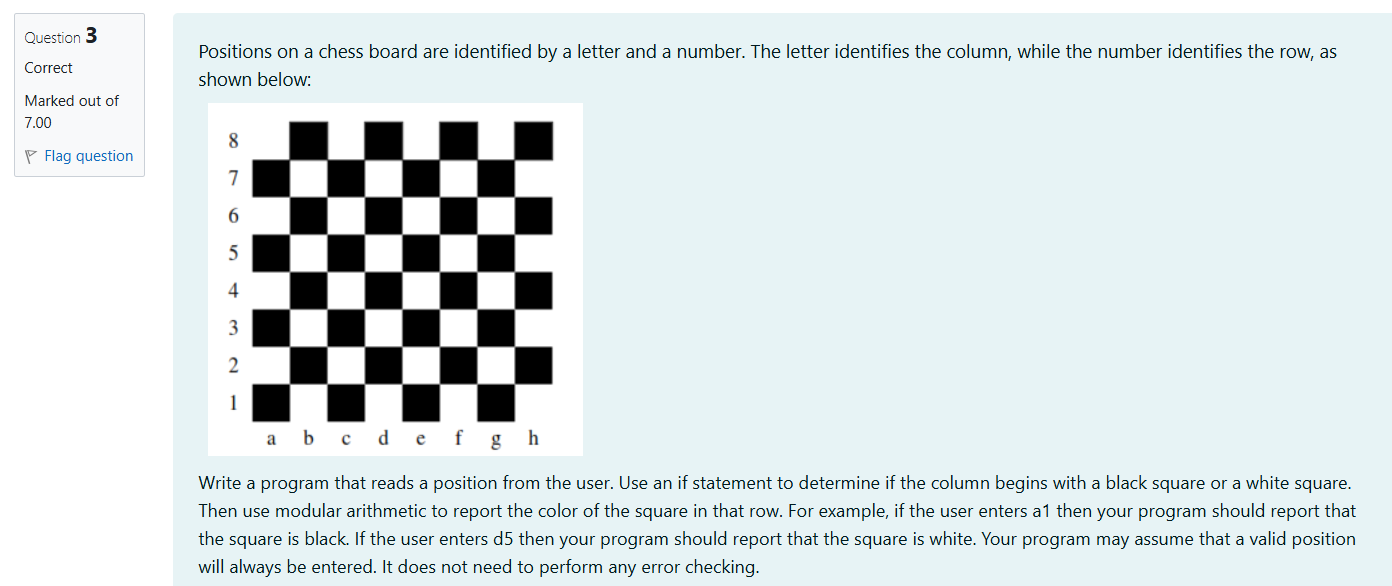 Question 3
Correct
Marked out of
7.00
Flag question
Positions on a chess board are identified by a letter and a number. The letter identifies the column, while the number identifies the row, as
shown below:
8
7
6
5
4
3
2
1
a b c d e f g h
Write a program that reads a position from the user. Use an if statement to determine if the column begins with a black square or a white square.
Then use modular arithmetic to report the color of the square in that row. For example, if the user enters a1 then your program should report that
the square is black. If the user enters d5 then your program should report that the square is white. Your program may assume that a valid position
will always be entered. It does not need to perform any error checking.